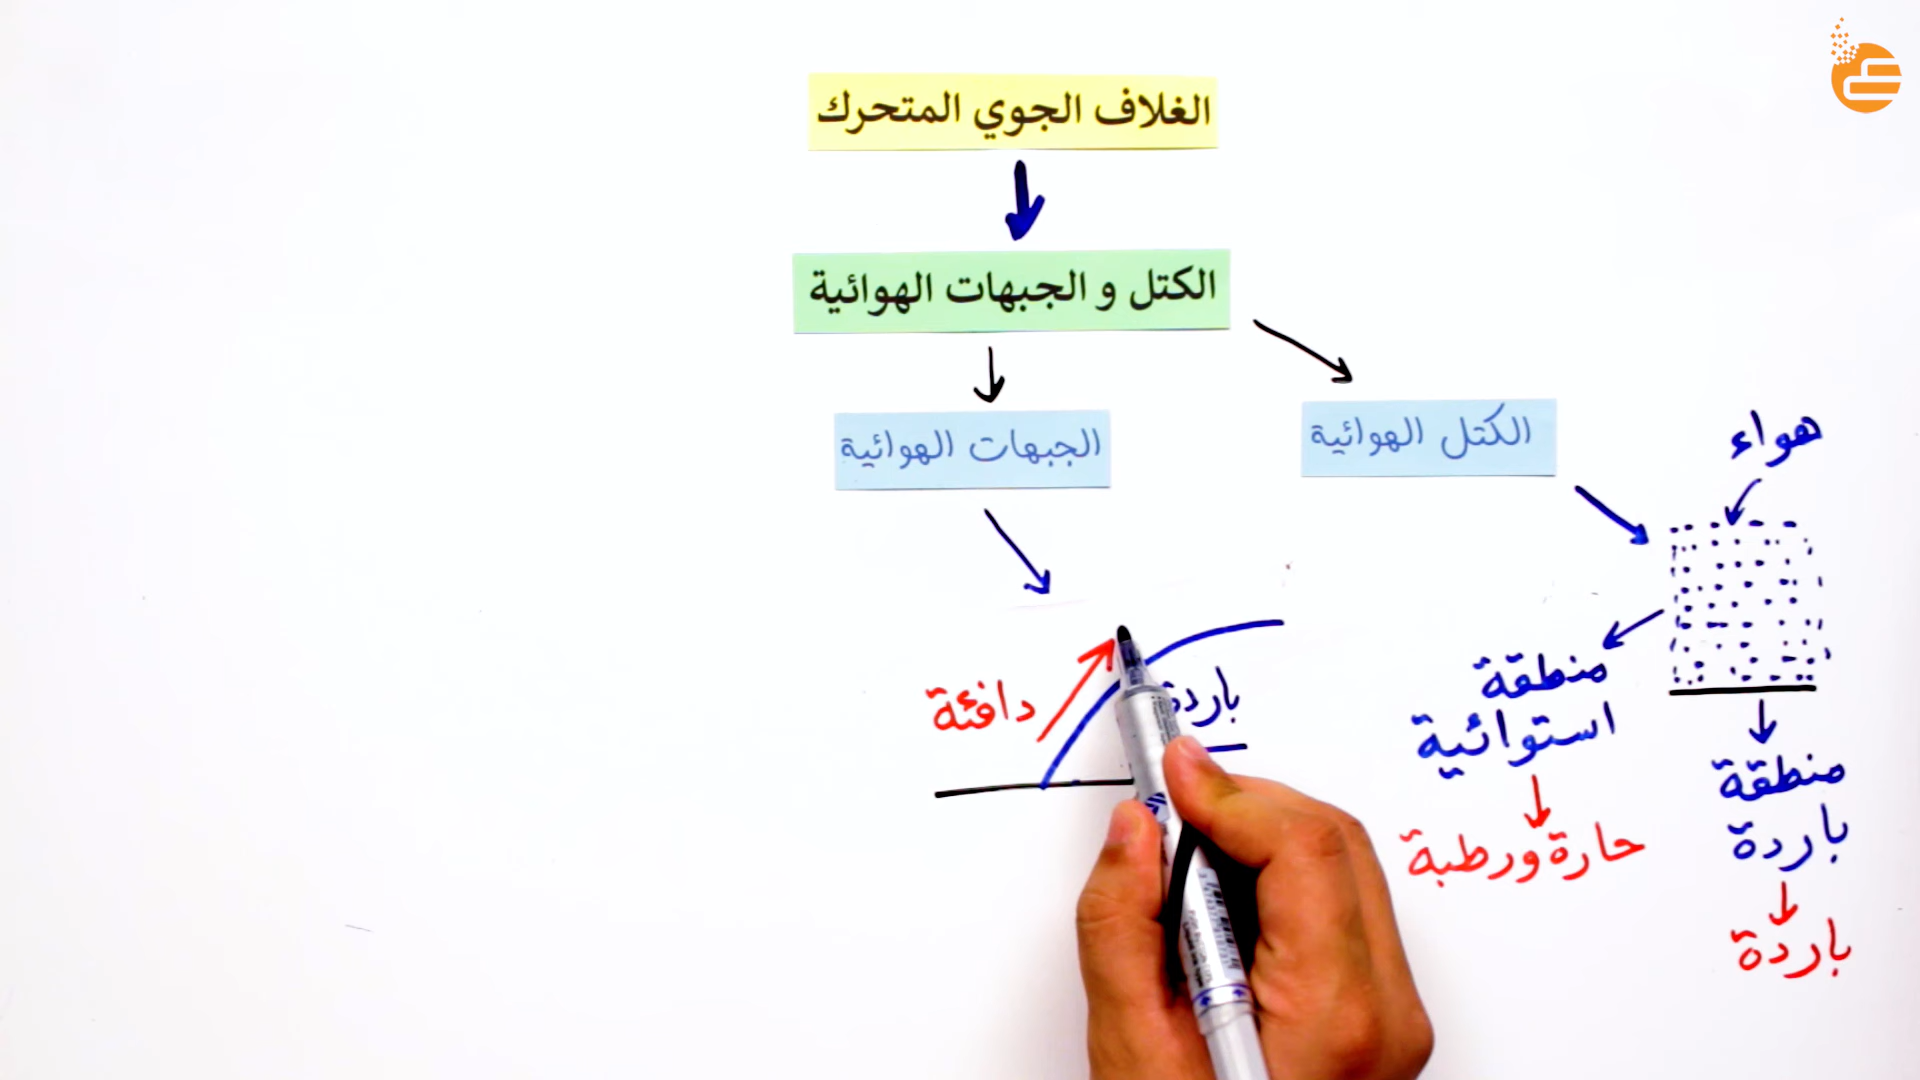 الغلاف الجوي المتحرك
الكتل و الجبهات الهوائية
الكتل الهوائية
الجبهات الهوائية
هواء
منطقة
استوائية
حارة ورطبة
منطقة
باردة
باردة
دافئة
باردة